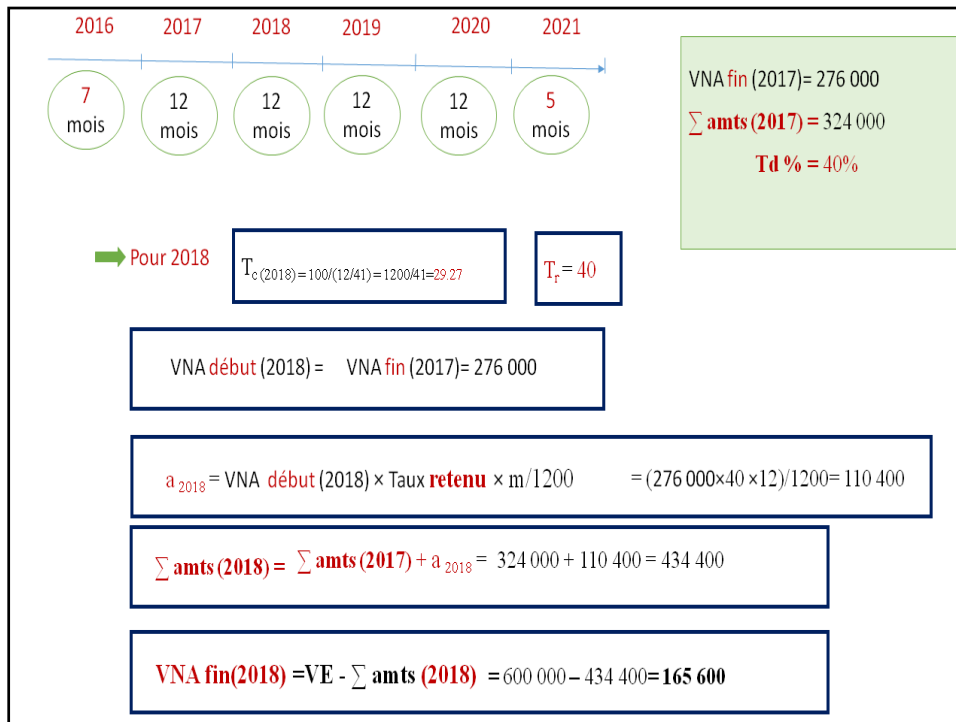 2016 2017 2018 2019 2020 2021
7 mois
12 mois
12 mois
12 mois
12 mois
5 mois
VNA fin (2017)= 276 000
∑ amts (2017) = 324 000
Td % = 40%
Pour 2018
Tc (2018) = 100/(12/41) = 1200/41=29.27
Tr = 40
VNA début (2018) = VNA fin (2017)= 276 000
a 2018 = VNA début (2018) × Taux retenu × m/1200 = (276 000×40 ×12)/1200= 110 400
∑ amts (2018) = ∑ amts (2017) + a 2018 = 324 000 + 110 400 = 434 400
VNA fin(2018) =VE - ∑ amts (2018) = 600 000 – 434 400= 165 600